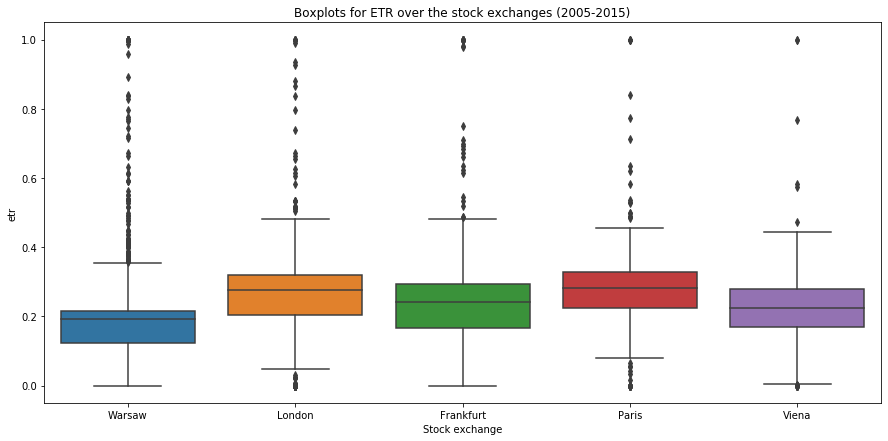 Boxplots for ETR over the stock exchanges (2005-2015)
1.0
0.8
0.6
0.4
0.2
0.0
etr
Warsaw London Frankfurt Paris Viena
Stock exchange